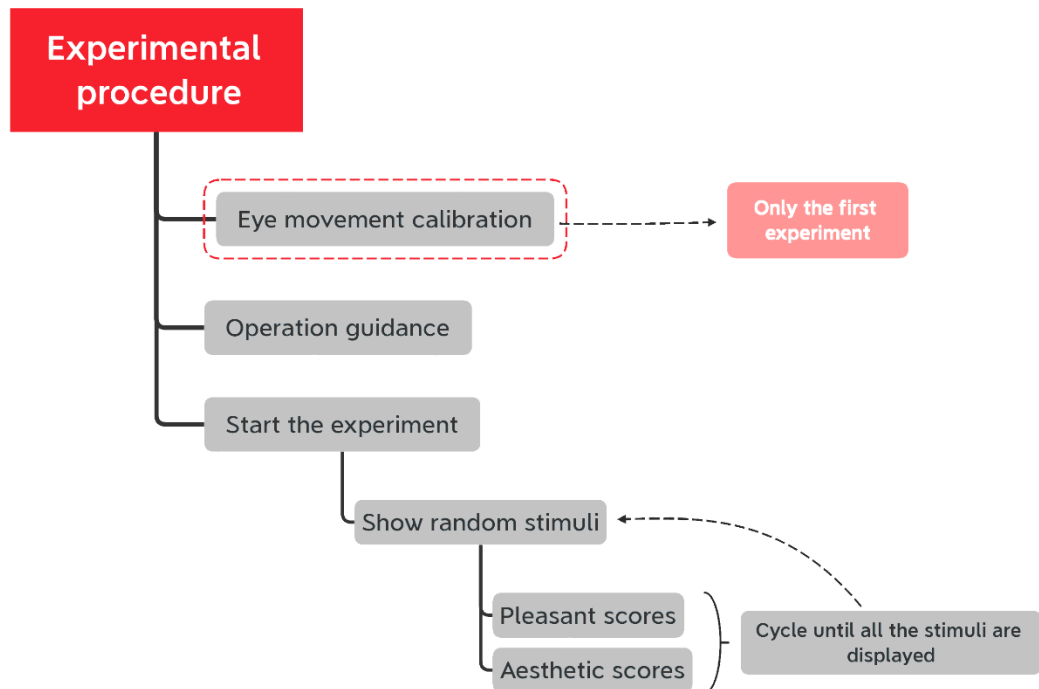 Experimental
procedure
Eye movement calibration
Only the first
experiment
Operation guidance
Start the experiment
Show random stimuli
Pleasant scores
Aesthetic scores
Cycle until all the stimuli are
displayed